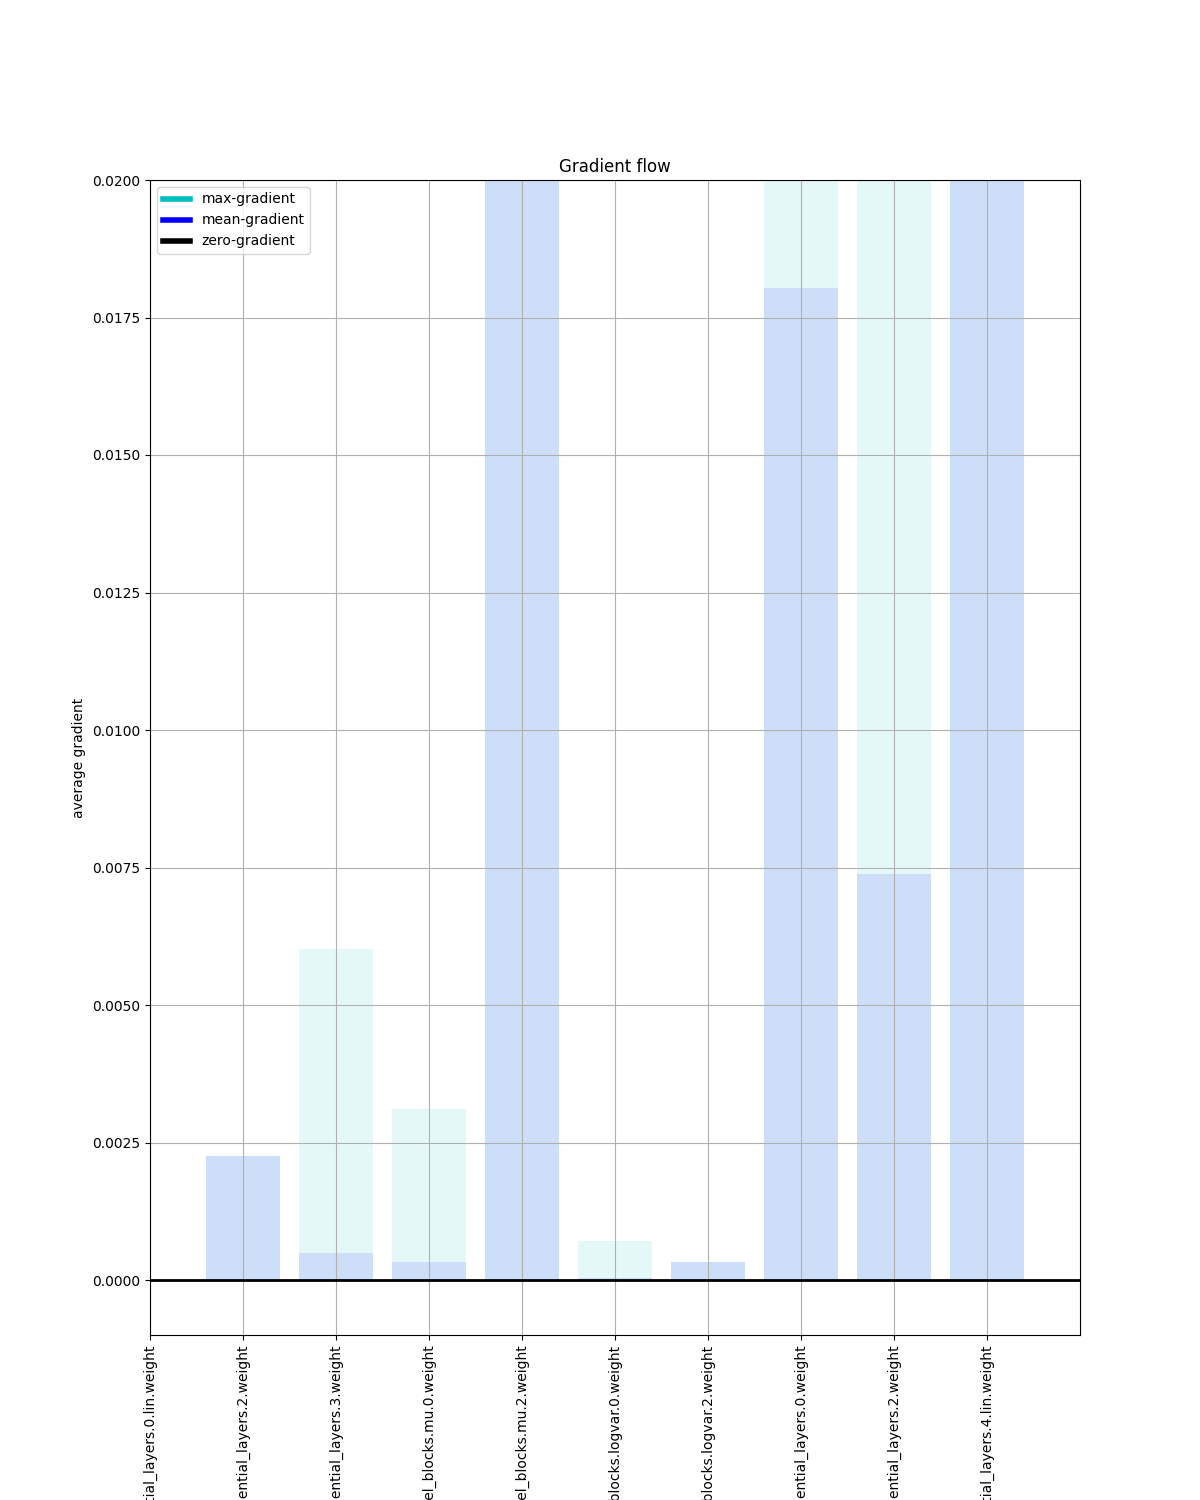 Gradient flow
max-gradient
mean-gradient
zero-gradient
0.0200
0.0175
0.0150
0.0125
0.0100
0.0075
0.0050
0.0025
0.0000
average gradient
tial_layers.0.lin.weight
ential_layers.2.weight
ential_layers.3.weight
el_blocks.mu.0.weight
el_blocks.mu.2.weight
blocks.logvar.0.weight
blocks.logvar.2.weight
ential_layers.0.weight
ential_layers.2.weight
tial_layers.4.lin.weight